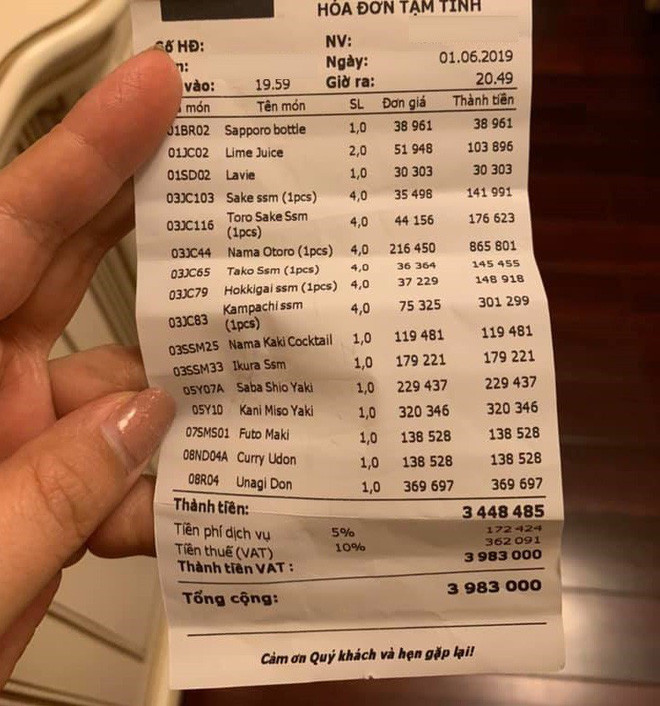 HÓA ĐƠN TẠM TÍNH
Số HĐ: NV:
Ngày: 01.06.2019
vào: 19.59 Giờ ra: 20.49
món Tên món SL Đơn giá Thành tiền
01BR02 Sapporo bottle 1,0 38 961 38 961
01JC02 Lime Juice 2,0 51 948 103 896
01SD02 Lavie 1,0 30 303 30 303
03JC103 Sake ssm (1pcs) 4,0 35 498 141 991
03JC116 Toro Sake Ssm (1pcs) 4,0 44 156 176 623
03JC44 Nama Otoro (1pcs) 4,0 216 450 865 801
03JC65 Tako Ssm (1pcs) 4,0 36 364 145 455
03JC79 Hokkigai ssm (1pcs) 4,0 37 229 148 918
03JC83 Kampachi ssm (1pcs) 4,0 75 325 301 299
03SSM25 Nama Kaki Cocktail 1,0 119 481 119 481
03SSM33 Ikura Ssm 1,0 179 221 179 221
05Y07A Saba Shio Yaki 1,0 229 437 229 437
05Y10 Kani Miso Yaki 1,0 320 346 320 346
07SMS01 Futo Maki 1,0 138 528 138 528
08ND04A Curry Udon 1,0 138 528 138 528
08R04 Unagi Don 1,0 369 697 369 697
Thành tiền: 3 448 485
Tiền phí dịch vụ 5% 172 424
Tiền thuế (VAT) 10% 362 091
Thành tiền VAT : 3 983 000
Tổng cộng: 3 983 000
Cảm ơn Quý khách và hẹn gặp lại!